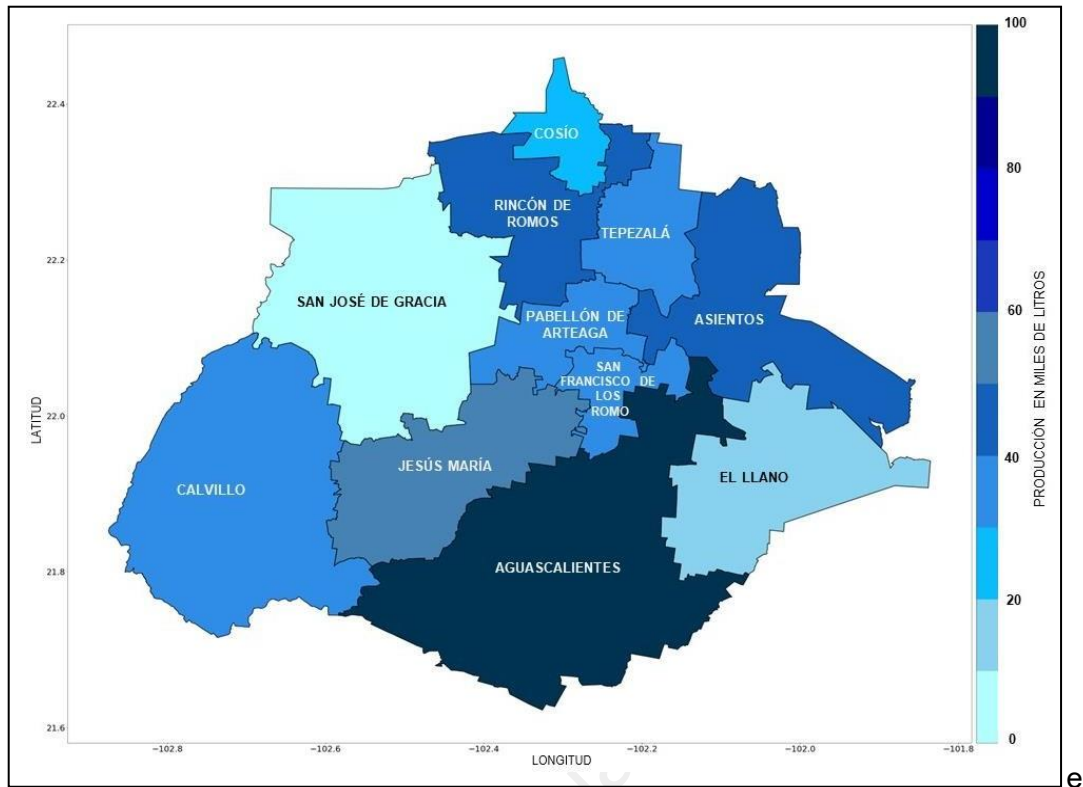 100
22.4
COSÍO
80
RINCÓN DE
ROMOS
TEPEZALÁ
22.2
SAN JOSÉ DE GRACIA
PABELLÓN DE
ARTEAGA
ASIENTOS
60
SAN
FRANCISCO DE
LOS
ROMO
22.0
LATITUD
PRODUCCIÓN EN MILES DE LITROS
JESÚS MARÍA
CALVILLO
EL LLANO
40
AGUASCALIENTES
21.8
20
21.6
0
−102.8
−102.6
−102.4
−102.2
−102.0
−101.8
LONGITUD
e